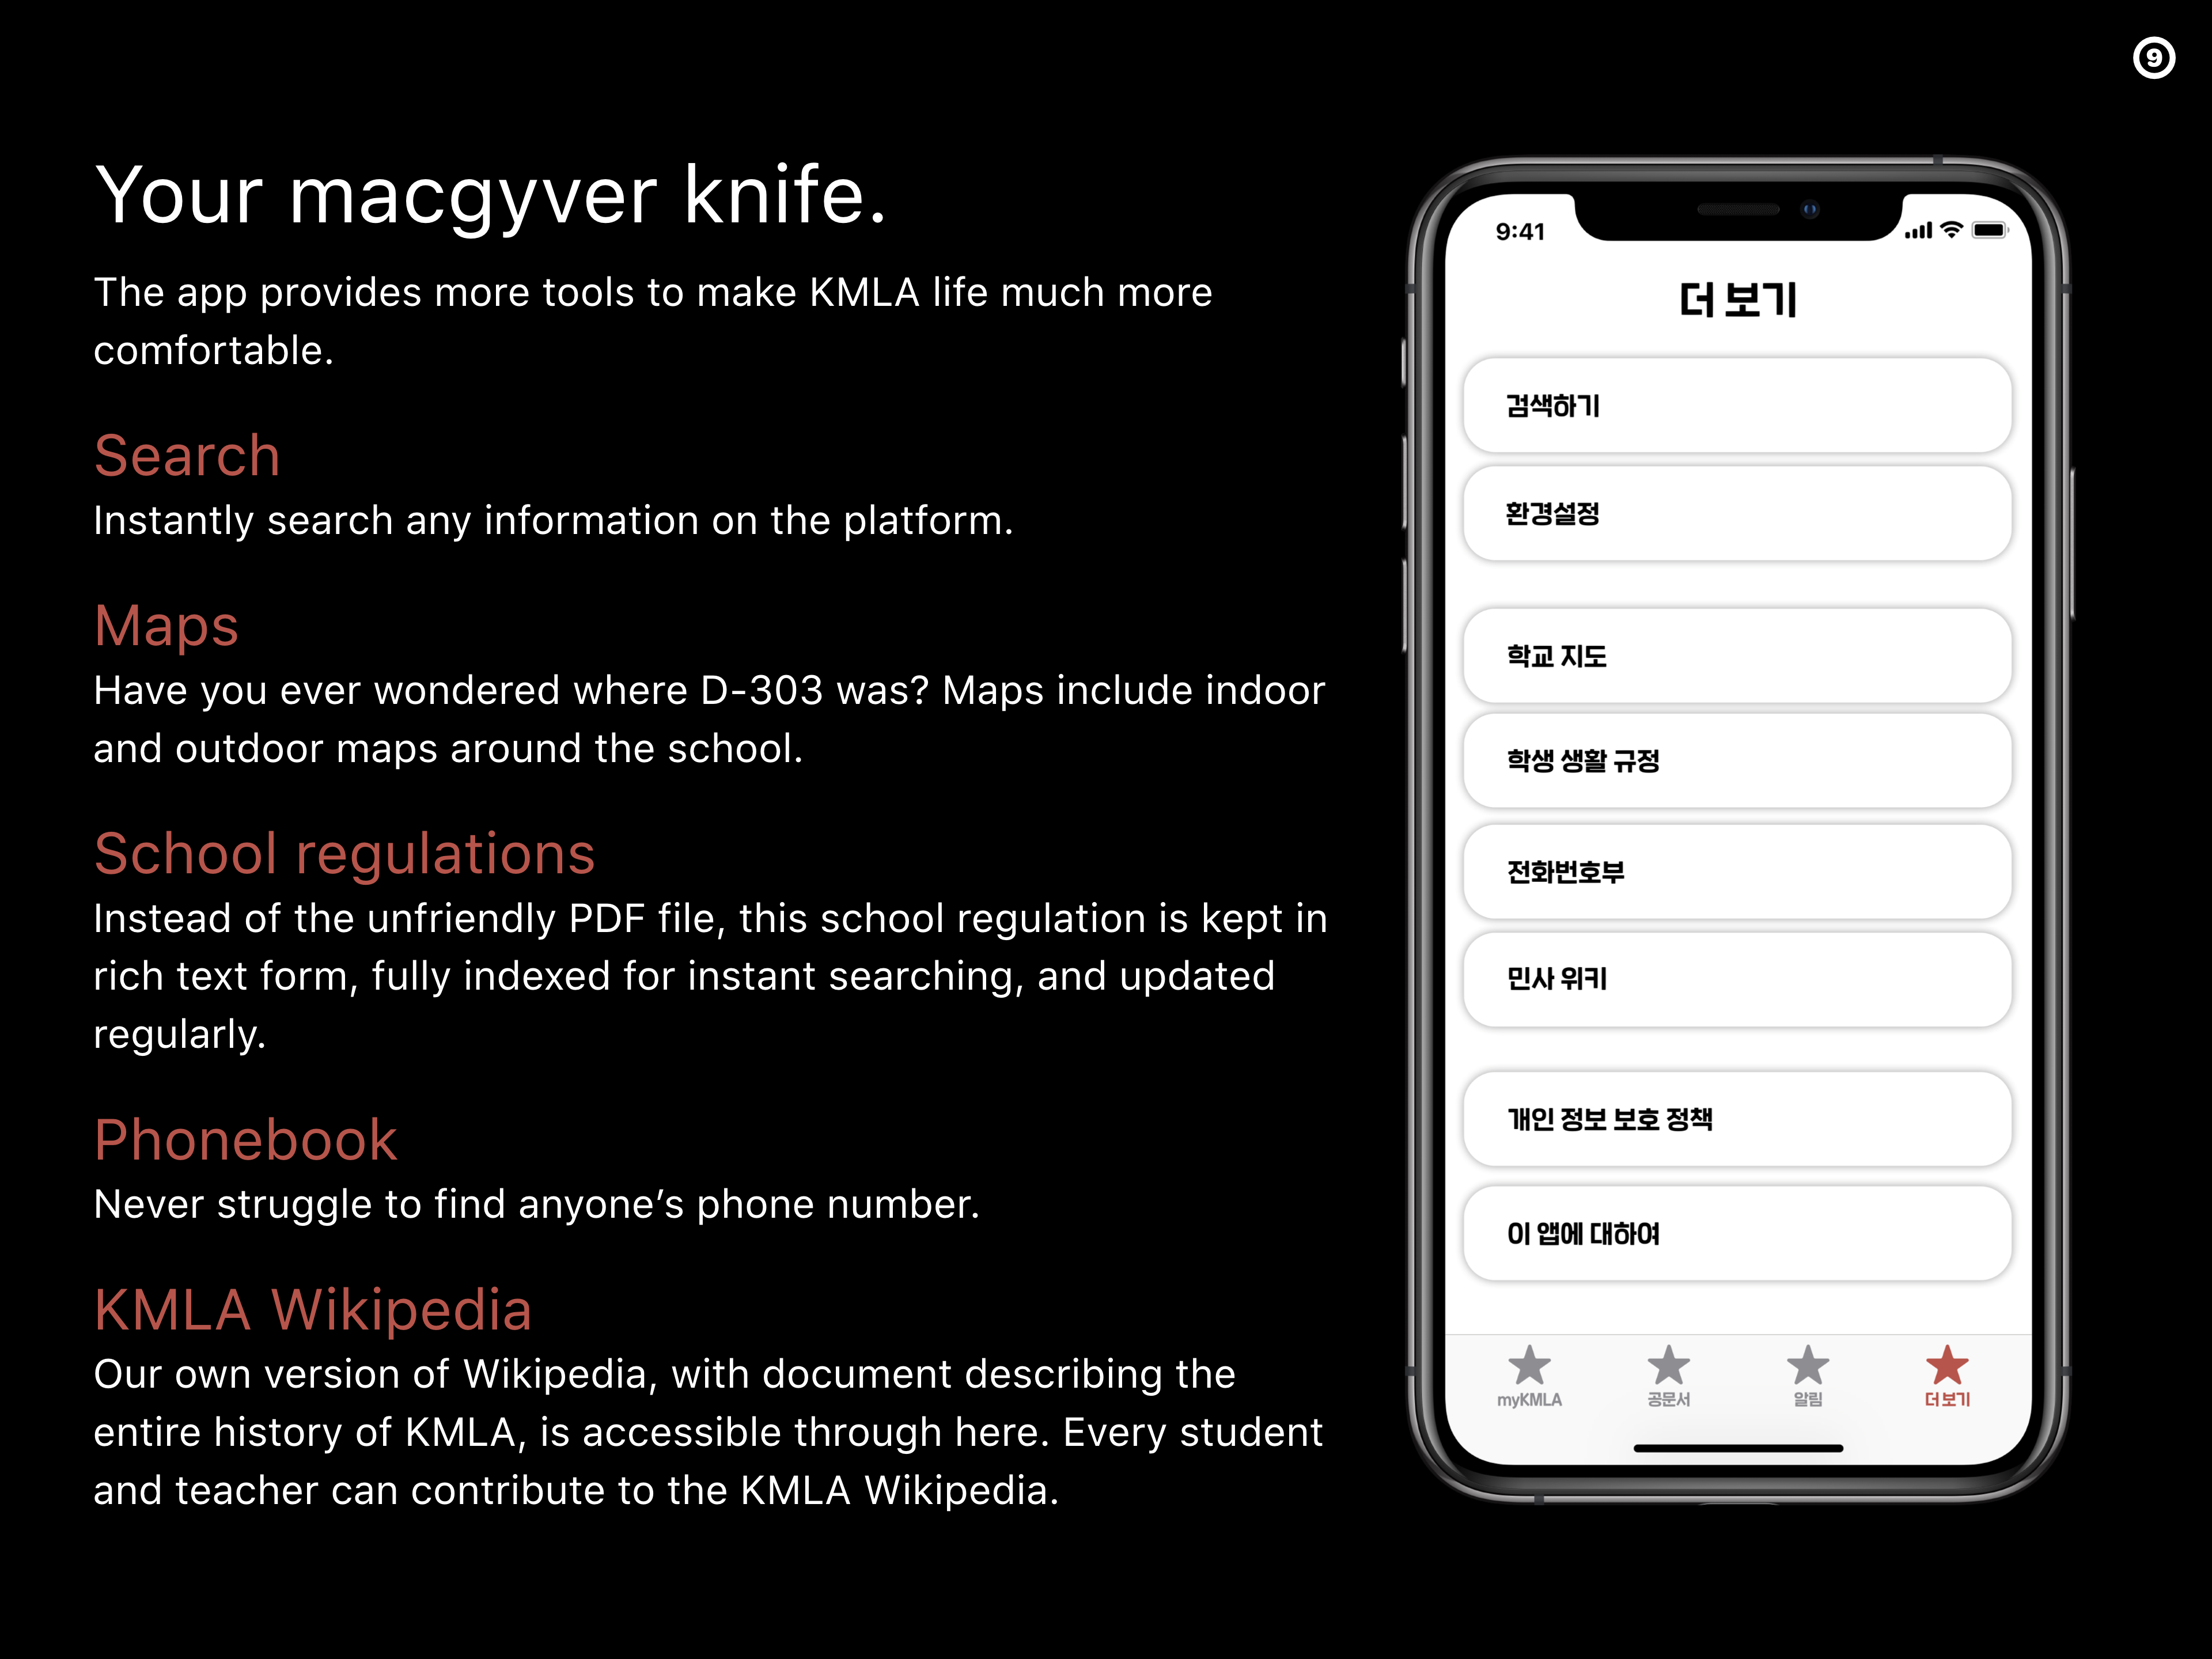 9
Your macgyver knife.
The app provides more tools to make KMLA life much more
comfortable.
Search
Instantly search any information on the platform.
Maps
Have you ever wondered where D-303 was? Maps include indoor
and outdoor maps around the school.
School regulations
Instead of the unfriendly PDF file, this school regulation is kept in
rich text form, fully indexed for instant searching, and updated
regularly.
Phonebook
Never struggle to find anyone’s phone number.
KMLA Wikipedia
Our own version of Wikipedia, with document describing the
entire history of KMLA, is accessible through here. Every student
and teacher can contribute to the KMLA Wikipedia.
9:41
더 보기
검색하기
환경설정
학교 지도
학생 생활 규정
전화번호부
민사 위키
개인 정보 보호 정책
이 앱에 대하여
myKMLA 공문서 알림 더 보기